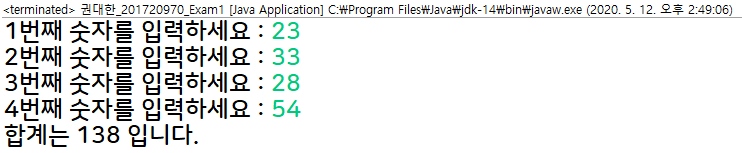 <terminated> 권대한_201720970_Exam1 [Java Application] C:₩Program Files₩Java₩jdk-14₩bin₩javaw.exe (2020. 5. 12. 오후 2:49:06)
1번째 숫자를 입력하세요 : 23
2번째 숫자를 입력하세요 : 33
3번째 숫자를 입력하세요 : 28
4번째 숫자를 입력하세요 : 54
합계는 138 입니다.